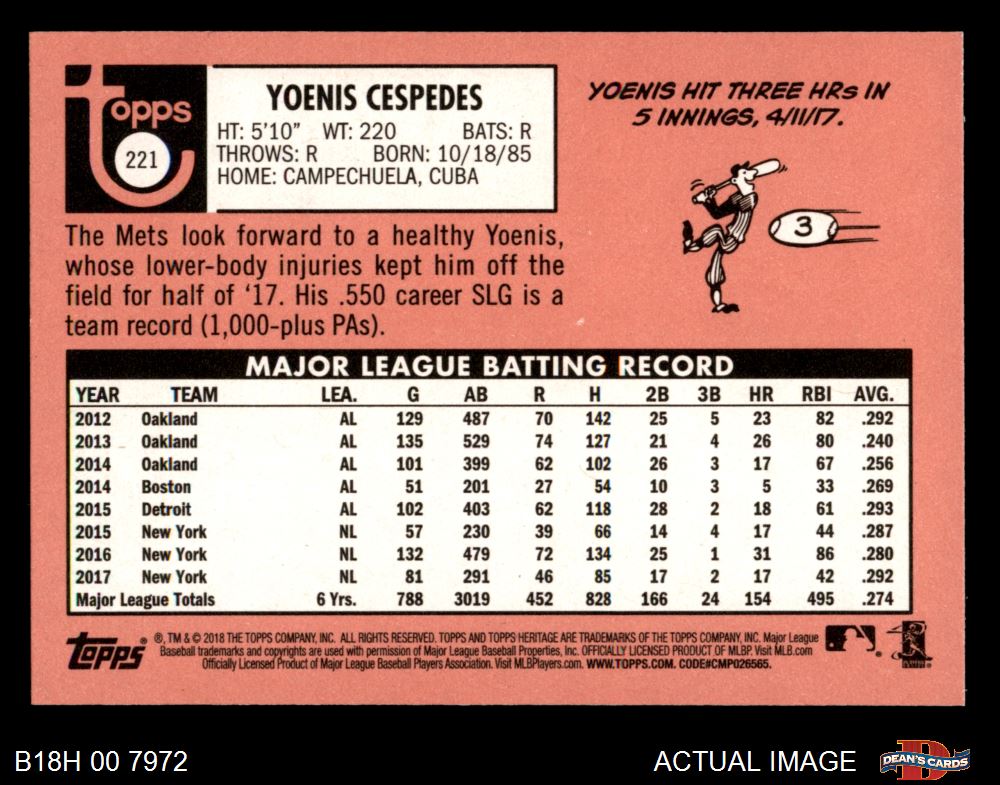 topps
221
YOENIS CESPEDES
HT: 5'10" WT: 220 BATS: R
THROWS: R BORN: 10/18/85
HOME: CAMPECHUELA, CUBA
YOENIS HIT THREE HRs IN
5 INNINGS, 4/11/17.
3
The Mets look forward to a healthy Yoenis,
whose lower-body injuries kept him off the
field for half of '17. His .550 career SLG is a
team record (1,000-plus PAs).
MAJOR LEAGUE BATTING RECORD
YEAR TEAM LEA. G AB R H 2B 3B HR RBI AVG.
2012 Oakland AL 129 487 70 142 25 5 23 82 .292
2013 Oakland AL 135 529 74 127 21 4 26 80 .240
2014 Oakland AL 101 399 62 102 26 3 17 67 .256
2014 Boston AL 51 201 27 54 10 3 5 33 .269
2015 Detroit AL 102 403 62 118 28 2 18 61 .293
2015 New York NL 57 230 39 66 14 4 17 44 .287
2016 New York NL 132 479 72 134 25 1 31 86 .280
2017 New York NL 81 291 46 85 17 2 17 42 .292
Major League Totals 6 Yrs. 788 3019 452 828 166 24 154 495 .274
Topps
®, TM & © 2018 THE TOPPS COMPANY, INC. ALL RIGHTS RESERVED. TOPPS AND TOPPS HERITAGE ARE TRADEMARKS OF THE TOPPS COMPANY, INC. Major League
Baseball trademarks and copyrights are used with permission of Major League Baseball Properties, Inc. OFFICIALLY LICENSED PRODUCT OF MLBP. Visit MLB.com
Officially Licensed Product of Major League Baseball Players Association. Visit MLBPlayers.com. WWW.TOPPS.COM. CODE#CMP026565.
B18H 00 7972
ACTUAL IMAGE
DEAN'S CARDS